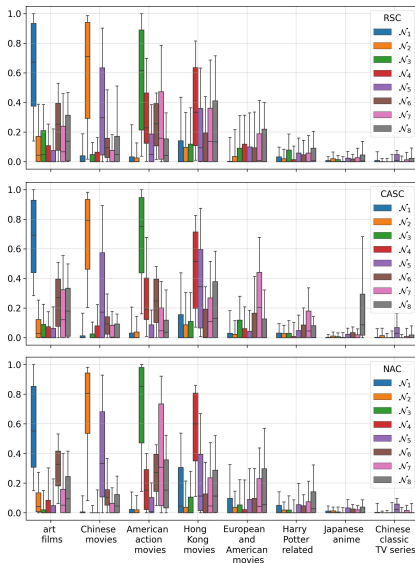 1.0
0.8
0.6
0.4
0.2
0.0
RSC
𝒩1
𝒩2
𝒩3
𝒩4
𝒩5
𝒩6
𝒩7
𝒩8
1.0
0.8
0.6
0.4
0.2
0.0
CASC
𝒩1
𝒩2
𝒩3
𝒩4
𝒩5
𝒩6
𝒩7
𝒩8
1.0
0.8
0.6
0.4
0.2
0.0
NAC
𝒩1
𝒩2
𝒩3
𝒩4
𝒩5
𝒩6
𝒩7
𝒩8
art
films
Chinese
movies
American
action
movies
Hong
Kong
movies
European
and
American
movies
Harry
Potter
related
Japanese
anime
Chinese
classic
TV series